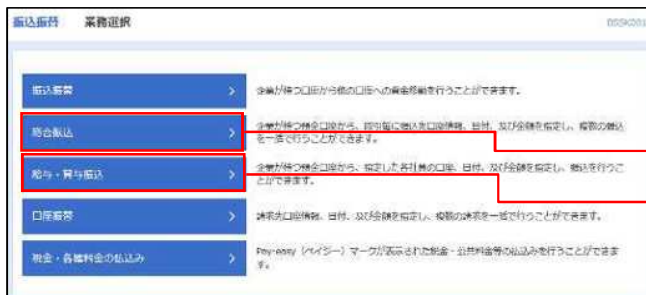 振込振替 業務選択
振込振替
企業が持つ口座から他の口座への資金移動を行うことができます。
総合振込
企業が持つ預金口座から、取引毎に振込先口座情報、日付、及び金額を指定し、複数の振込
を一括で行うことができます。
給与・賞与振込
企業が持つ預金口座から、指定した各社員の口座、日付、及び金額を指定し、振込を行うこ
とができます。
口座振替
請求先口座情報、日付、及び金額を指定し、複数の請求を一括で行うことができます。
税金・各種料金の払込み
Pay-easy（ペイジー）マークが表示された税金・公共料金等の払込みを行うことができま
す。